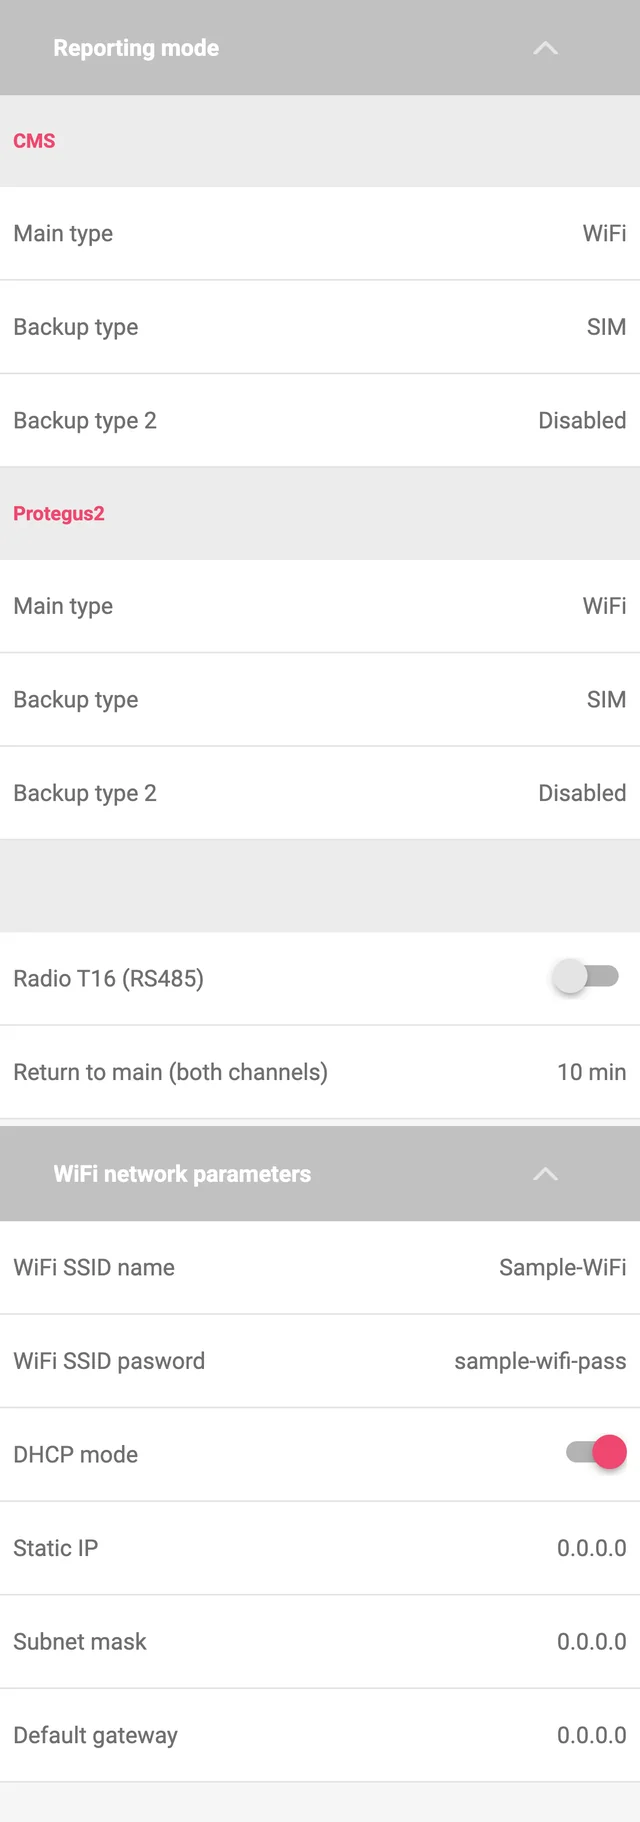 Reporting mode
CMS
Main type WiFi
Backup type SIM
Backup type 2 Disabled
Protegus2
Main type WiFi
Backup type SIM
Backup type 2 Disabled
Radio T16 (RS485)
Return to main (both channels) 10 min
WiFi network parameters
WiFi SSID name Sample-WiFi
WiFi SSID pasword sample-wifi-pass
DHCP mode
Static IP 0.0.0.0
Subnet mask 0.0.0.0
Default gateway 0.0.0.0